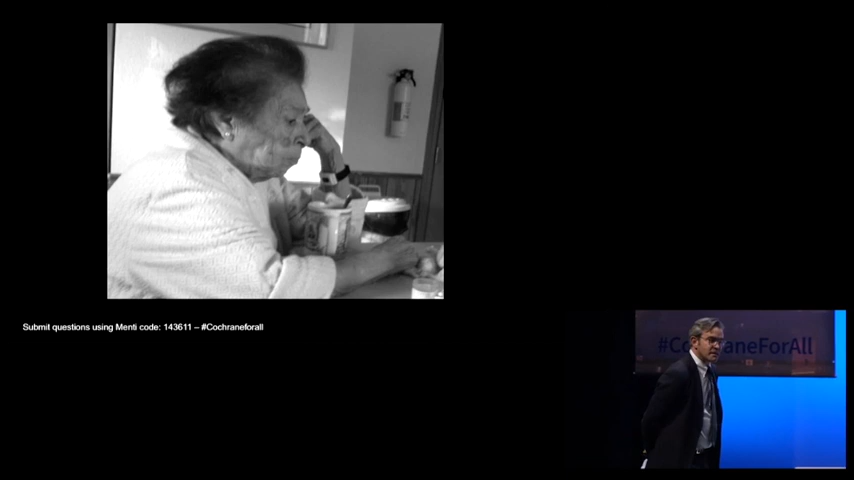 Submit questions using Menti code: 143611 – #Cochraneforall
#CochraneForAll